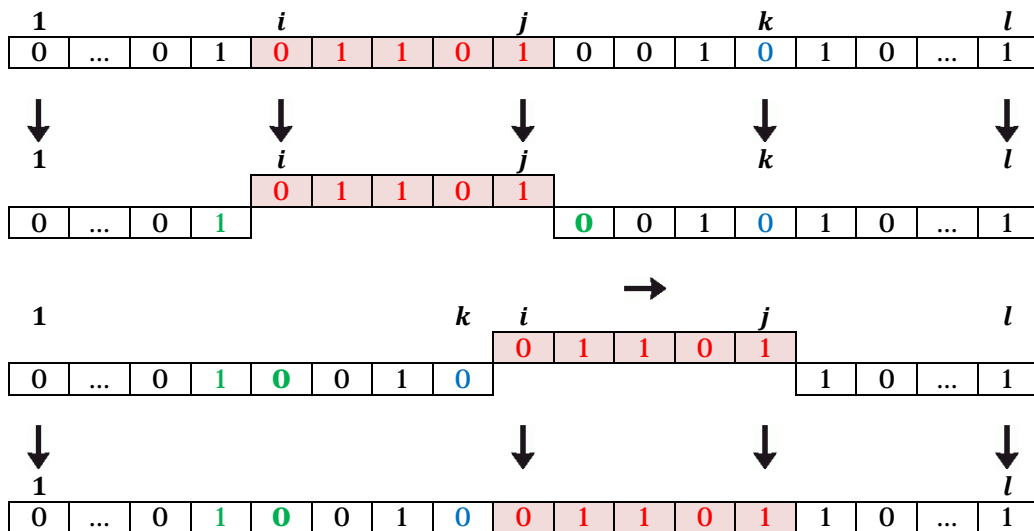 1 i j k l
0 ... 0 1 0 1 1 0 1 0 0 1 0 1 0 ... 1
1 i j k l
0 1 1 0 1
0 ... 0 1 0 0 1 0 1 0 ... 1
1 k i j l
0 1 1 0 1
0 ... 0 1 0 0 1 0 1 0 ... 1
1 l
0 ... 0 1 0 0 1 0 0 1 1 0 1 1 0 ... 1